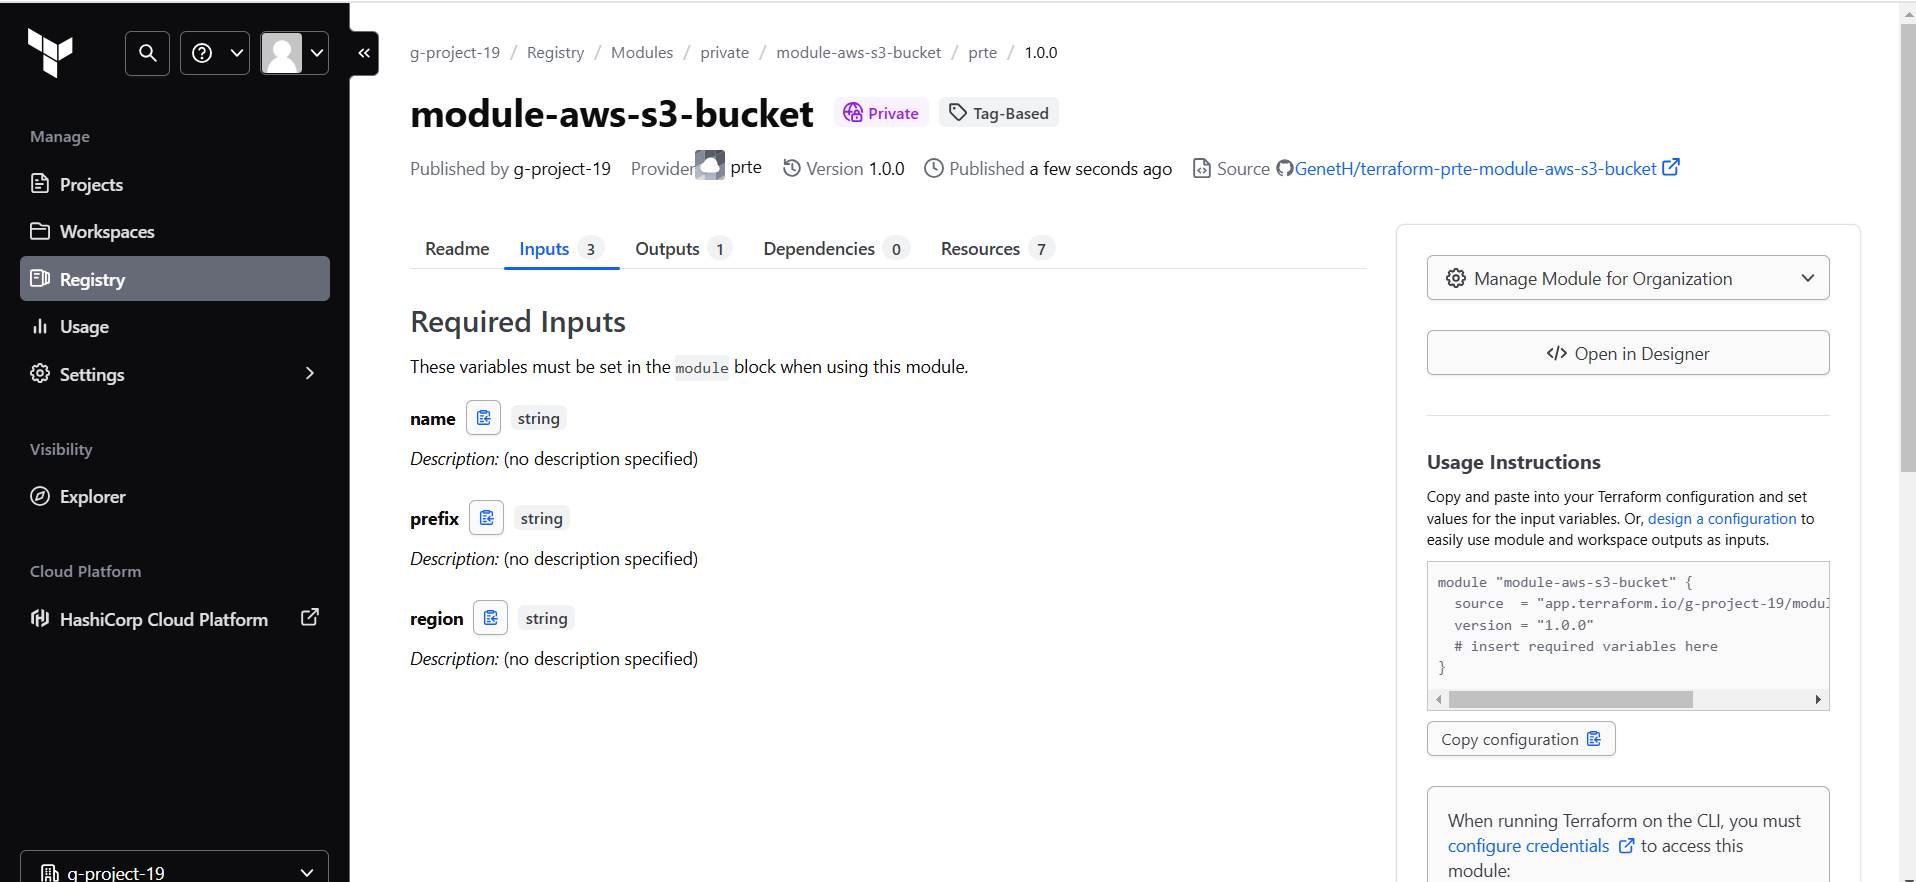 Manage
Projects
Workspaces
Registry
Usage
Settings
Visibility
Explorer
Cloud Platform
HashiCorp Cloud Platform
g-project-19
g-project-19 / Registry / Modules / private / module-aws-s3-bucket / prte / 1.0.0
module-aws-s3-bucket Private Tag-Based
Published by g-project-19 Provider prte Version 1.0.0 Published a few seconds ago Source GenetH/terraform-prte-module-aws-s3-bucket
Readme Inputs 3 Outputs 1 Dependencies 0 Resources 7
Required Inputs
These variables must be set in the module block when using this module.
name string
Description: (no description specified)
prefix string
Description: (no description specified)
region string
Description: (no description specified)
Manage Module for Organization
</> Open in Designer
Usage Instructions
Copy and paste into your Terraform configuration and set
values for the input variables. Or, design a configuration to
easily use module and workspace outputs as inputs.
module "module-aws-s3-bucket" {
source = "app.terraform.io/g-project-19/modul
version = "1.0.0"
# insert required variables here
}
Copy configuration
When running Terraform on the CLI, you must
configure credentials to access this
module: